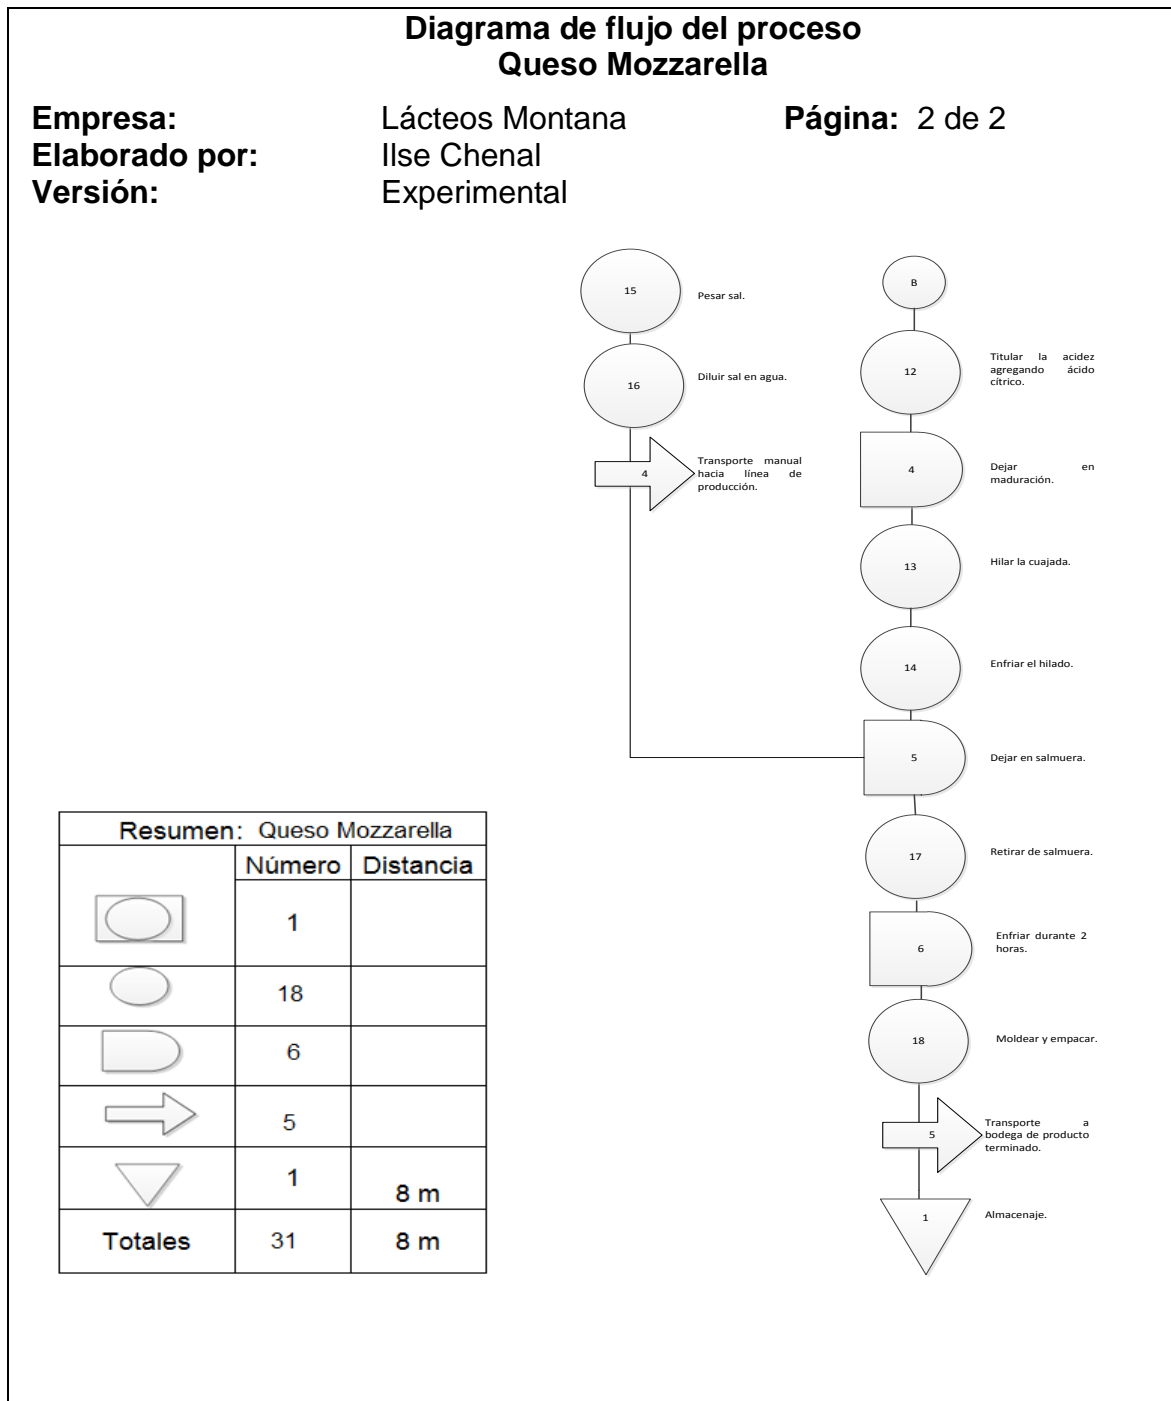 Diagrama de flujo del proceso
Queso Mozzarella
Empresa: Lácteos Montana Página: 2 de 2
Elaborado por: Ilse Chenal
Versión: Experimental
15
Pesar sal.
16
Diluir sal en agua.
4
Transporte manual
hacia línea de
producción.
B
12
Titular la acidez
agregando ácido
cítrico.
4
Dejar en
maduración.
13
Hilar la cuajada.
14
Enfriar el hilado.
5
Dejar en salmuera.
17
Retirar de salmuera.
6
Enfriar durante 2
horas.
18
Moldear y empacar.
5
Transporte a
bodega de producto
terminado.
1
Almacenaje.
Resumen: Queso Mozzarella
Número Distancia
1
18
6
5
1 8 m
Totales 31 8 m